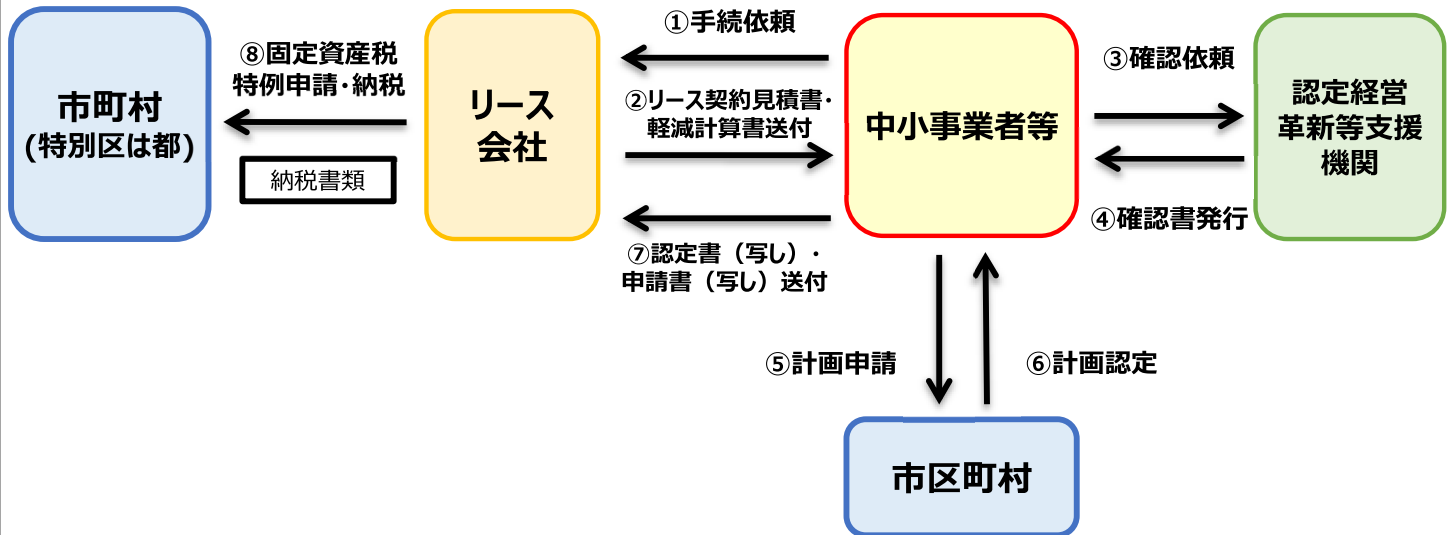 市町村
(特別区は都)
⑧固定資産税
特例申請・納税
納税書類
リース
会社
①手続依頼
②リース契約見積書・
軽減計算書送付
⑦認定書（写し）・
申請書（写し）送付
中小事業者等
③確認依頼
④確認書発行
認定経営
革新等支援
機関
⑤計画申請
⑥計画認定
市区町村